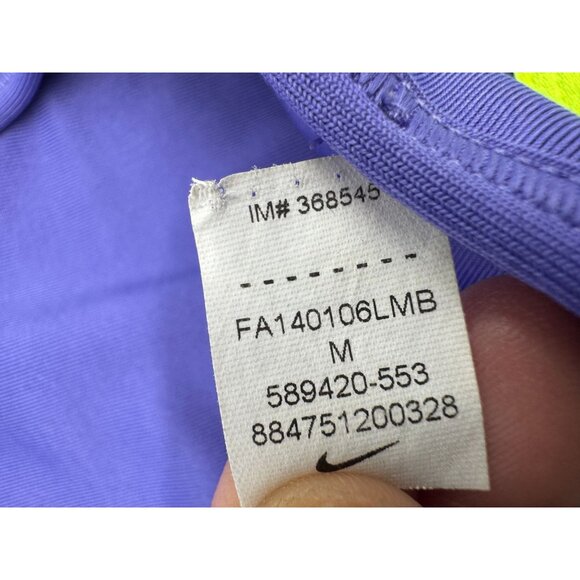 IM# 368545
---------
FA140106LMB
M
589420-553
884751200328